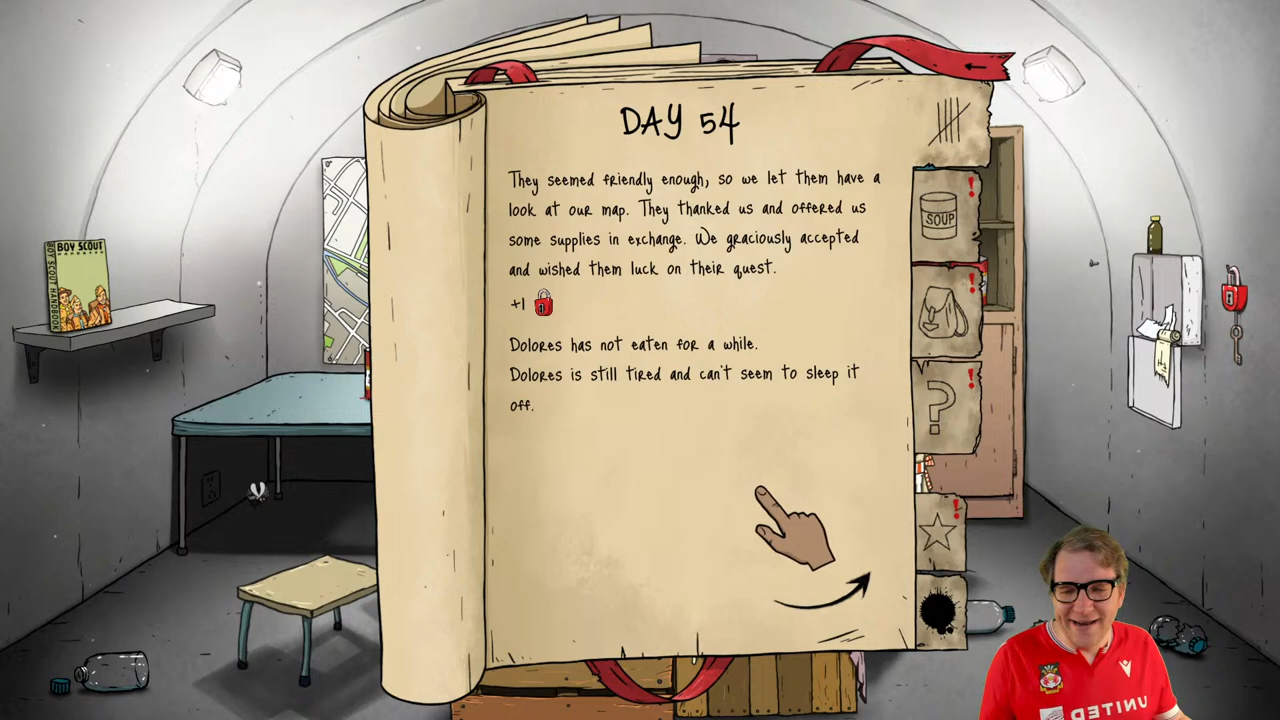 DAY 54
They seemed friendly enough, so we let them have a
look at our map. They thanked us and offered us
some supplies in exchange. We graciously accepted
and wished them luck on their quest.
+1
Dolores has not eaten for a while.
Dolores is still tired and can't seem to sleep it
off.
SOUP
!
!
?
!
!
BOY SCOUT
BOY SCOUT HANDBOOK
UNITED